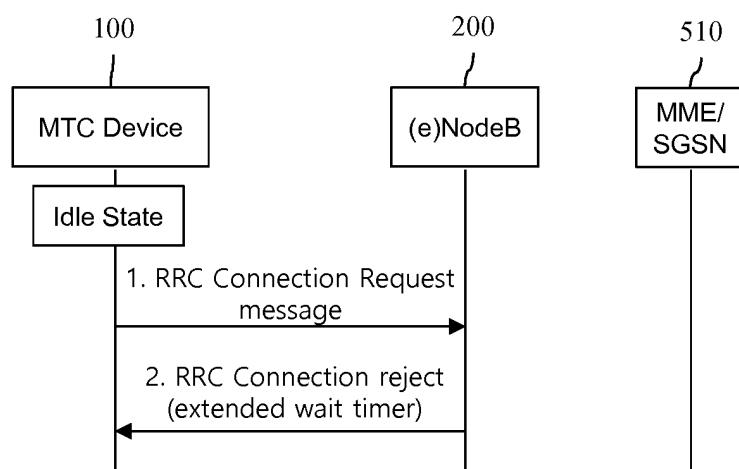 100
200
510
MTC Device
(e)NodeB
MME/
SGSN
Idle State
1. RRC Connection Request
message
2. RRC Connection reject
(extended wait timer)